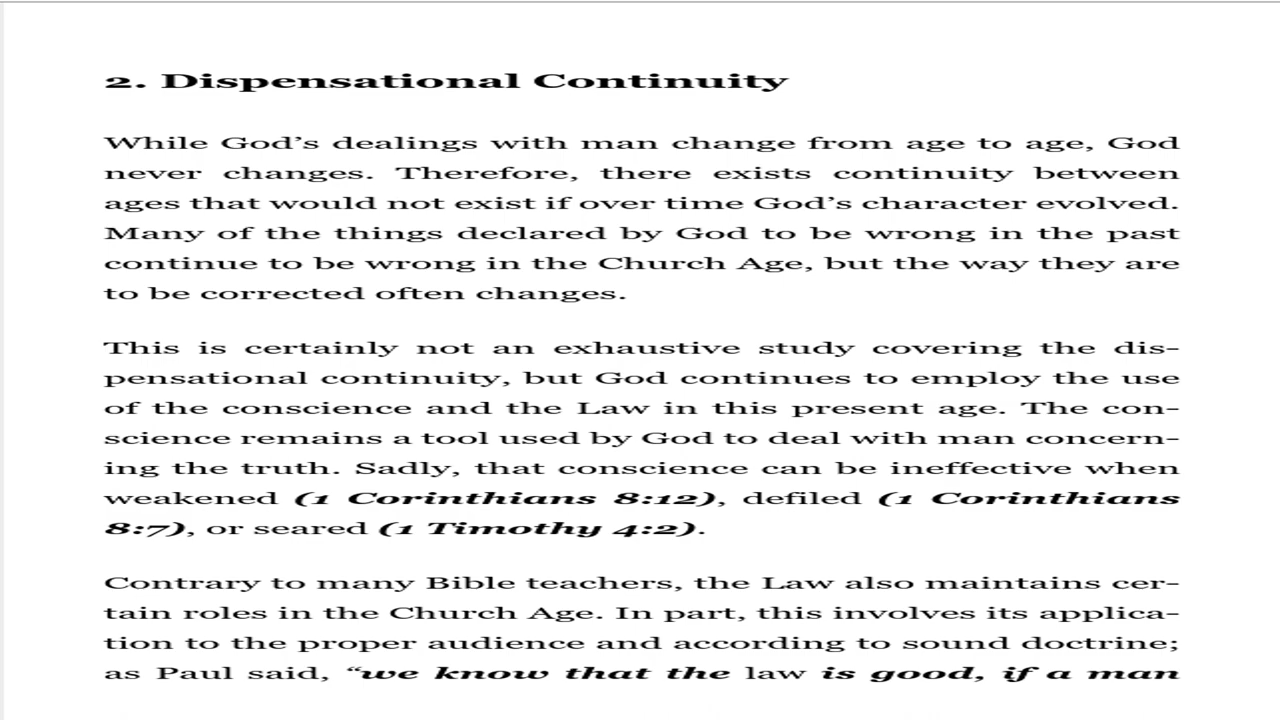 2. Dispensational Continuity
While God’s dealings with man change from age to age, God
never changes. Therefore, there exists continuity between
ages that would not exist if over time God’s character evolved.
Many of the things declared by God to be wrong in the past
continue to be wrong in the Church Age, but the way they are
to be corrected often changes.
This is certainly not an exhaustive study covering the dis-
pensational continuity, but God continues to employ the use
of the conscience and the Law in this present age. The con-
science remains a tool used by God to deal with man concern-
ing the truth. Sadly, that conscience can be ineffective when
weakened (1 Corinthians 8:12), defiled (1 Corinthians
8:7), or seared (1 Timothy 4:2).
Contrary to many Bible teachers, the Law also maintains cer-
tain roles in the Church Age. In part, this involves its applica-
tion to the proper audience and according to sound doctrine;
as Paul said, “we know that the law is good, if a man